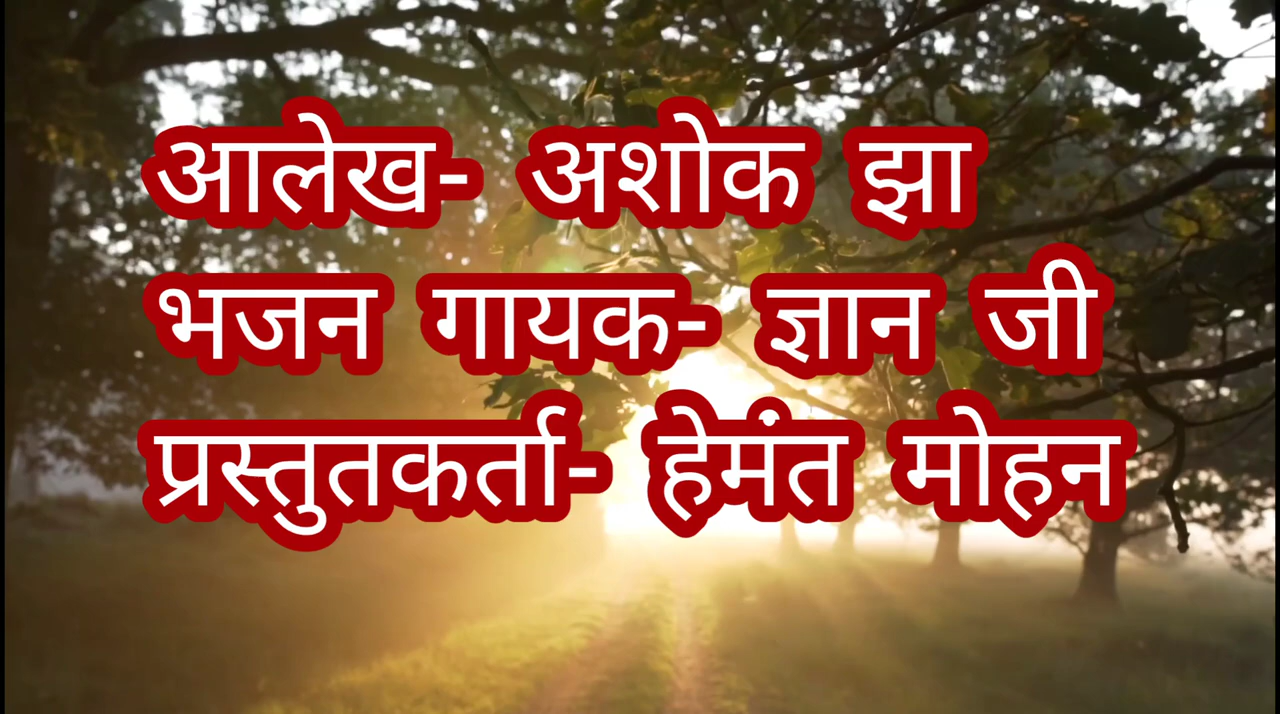 आलेख- अशोक झा
भजन गायक- ज्ञान जी
प्रस्तुतकर्ता- हेमंत मोहन